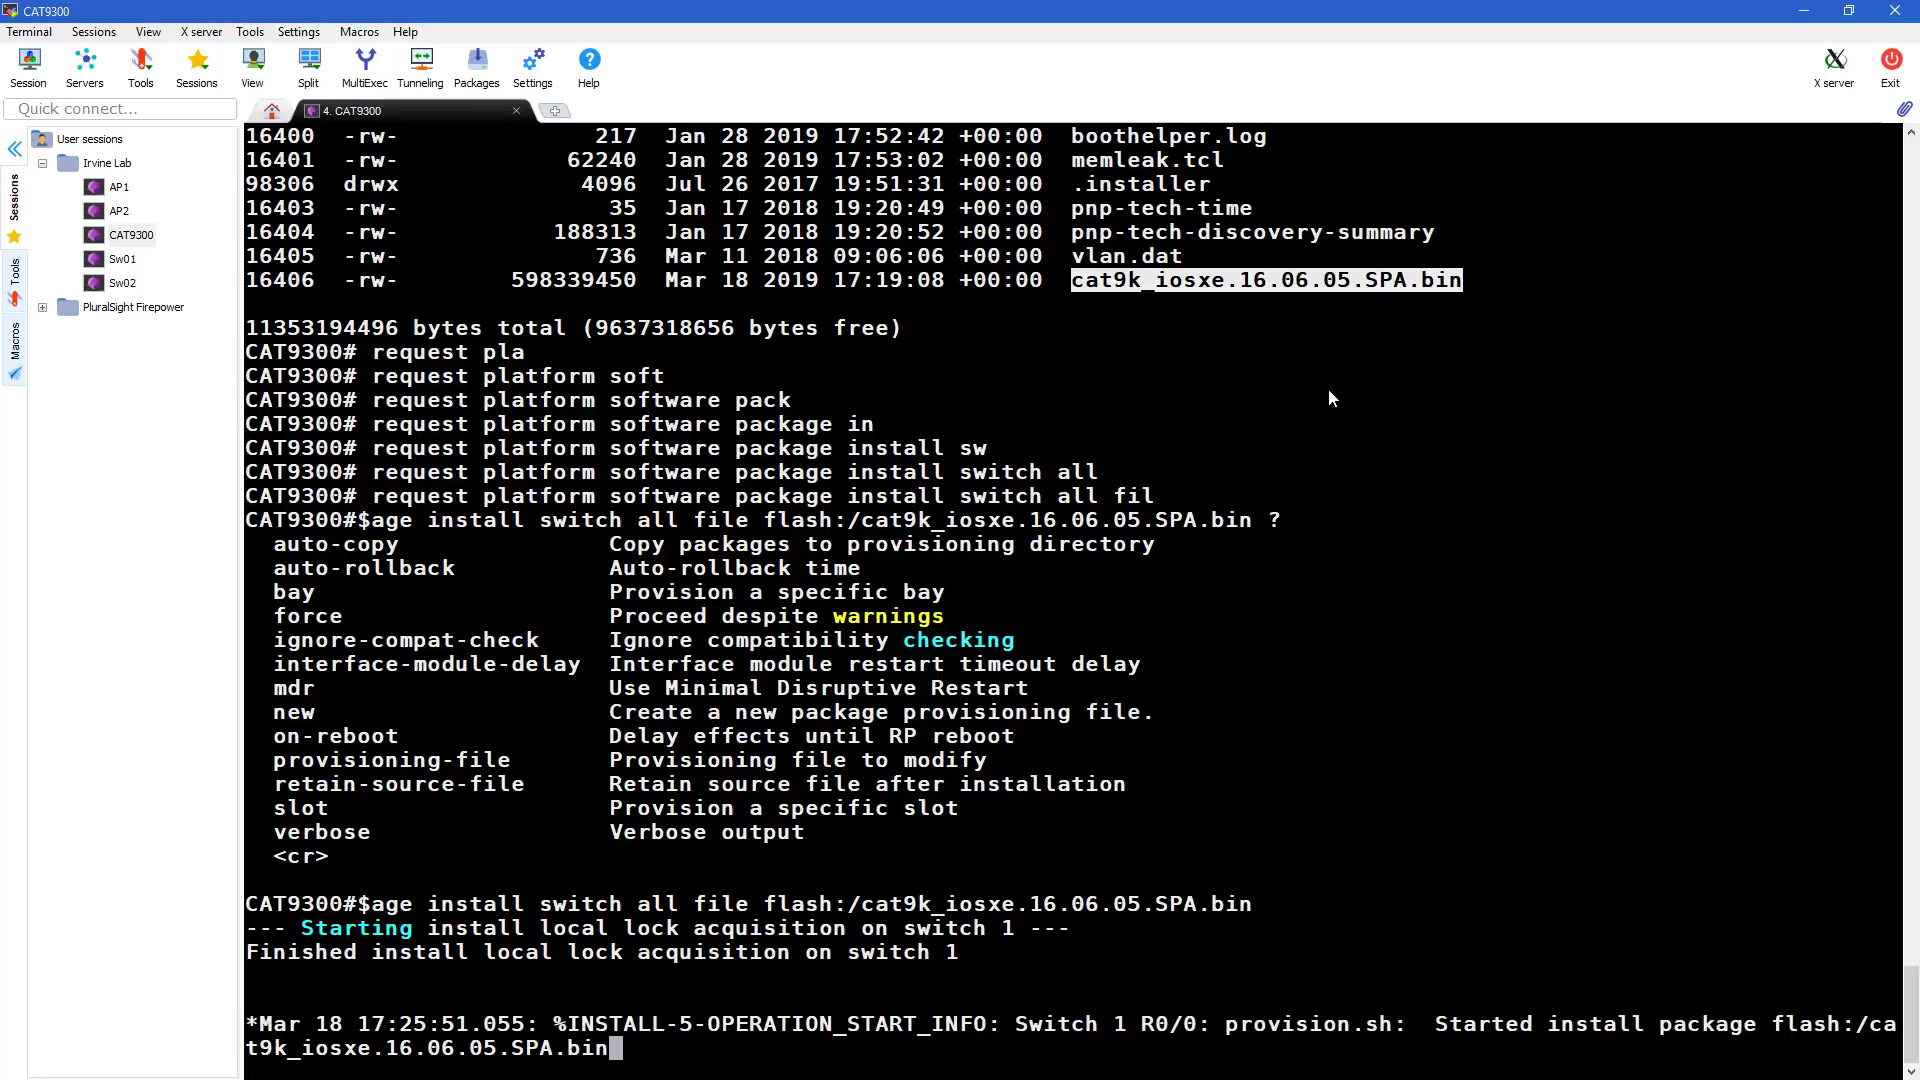 CAT9300
Terminal Sessions View X server Tools Settings Macros Help
Session Servers Tools Sessions View Split MultiExec Tunneling Packages Settings Help X server Exit
Quick connect...
4. CAT9300
User sessions
Irvine Lab
AP1
AP2
CAT9300
Sw01
Sw02
PluralSight Firepower
Sessions
Tools
Macros
16400 -rw- 217 Jan 28 2019 17:52:42 +00:00 boothelper.log
16401 -rw- 62240 Jan 28 2019 17:53:02 +00:00 memleak.tcl
98306 drwx 4096 Jul 26 2017 19:51:31 +00:00 .installer
16403 -rw- 35 Jan 17 2018 19:20:49 +00:00 pnp-tech-time
16404 -rw- 188313 Jan 17 2018 19:20:52 +00:00 pnp-tech-discovery-summary
16405 -rw- 736 Mar 11 2018 09:06:06 +00:00 vlan.dat
16406 -rw- 598339450 Mar 18 2019 17:19:08 +00:00 cat9k_iosxe.16.06.05.SPA.bin
11353194496 bytes total (9637318656 bytes free)
CAT9300# request pla
CAT9300# request platform soft
CAT9300# request platform software pack
CAT9300# request platform software package in
CAT9300# request platform software package install sw
CAT9300# request platform software package install switch all
CAT9300# request platform software package install switch all fil
CAT9300#$age install switch all file flash:/cat9k_iosxe.16.06.05.SPA.bin ?
auto-copy Copy packages to provisioning directory
auto-rollback Auto-rollback time
bay Provision a specific bay
force Proceed despite warnings
ignore-compat-check Ignore compatibility checking
interface-module-delay Interface module restart timeout delay
mdr Use Minimal Disruptive Restart
new Create a new package provisioning file.
on-reboot Delay effects until RP reboot
provisioning-file Provisioning file to modify
retain-source-file Retain source file after installation
slot Provision a specific slot
verbose Verbose output
<cr>
CAT9300#$age install switch all file flash:/cat9k_iosxe.16.06.05.SPA.bin
--- Starting install local lock acquisition on switch 1 ---
Finished install local lock acquisition on switch 1
*Mar 18 17:25:51.055: %INSTALL-5-OPERATION_START_INFO: Switch 1 R0/0: provision.sh: Started install package flash:/ca
t9k_iosxe.16.06.05.SPA.bin